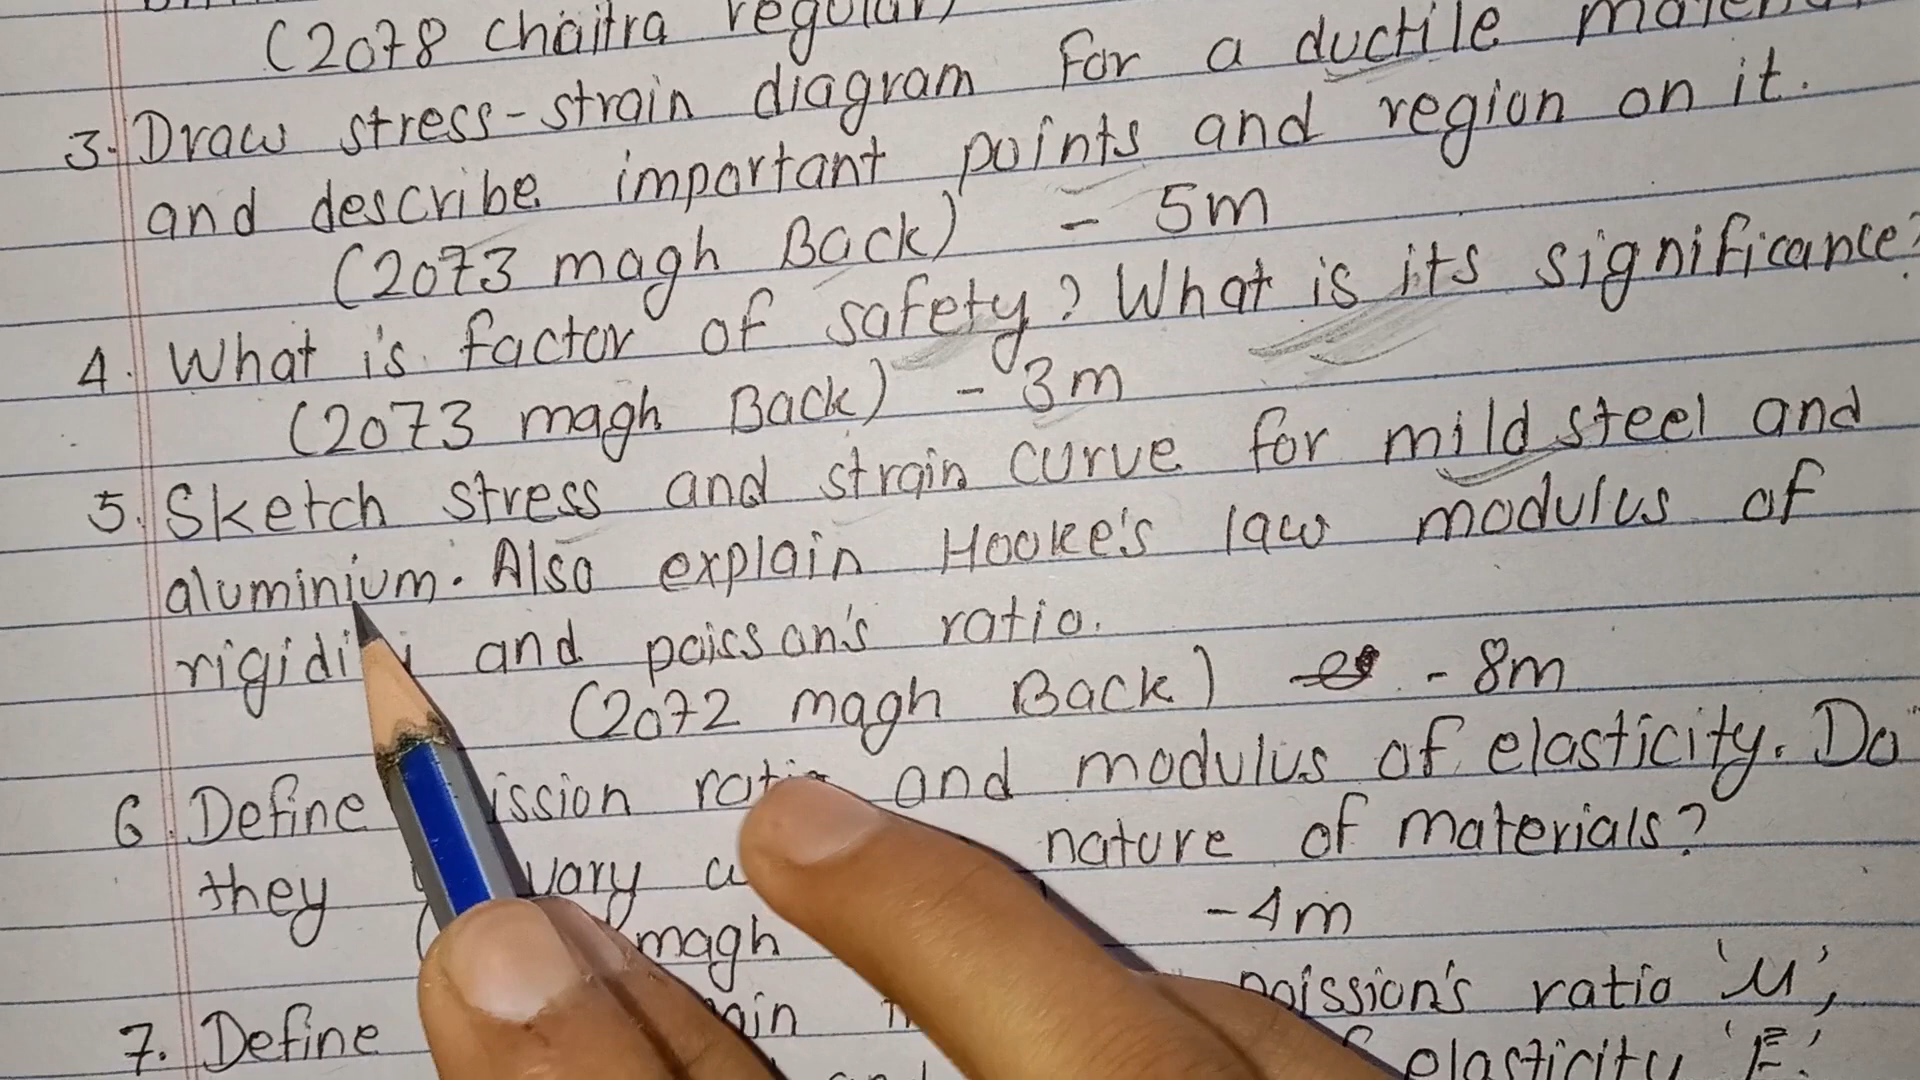 (2078 chaitra regular)
3. Draw stress-strain diagram for a ductile
and describe important points and region on it.
(2073 magh Back) - 5m
4. What is factor of safety? What is its significance?
(2073 magh Back) - 3m
5. Sketch stress and strain curve for mild steel and
aluminium. Also explain Hooke's law modulus of
and poissan's ratio.
(2072 magh Back) - 8m
6. Define and modulus of elasticity. Do
they vary nature of materials?
magh -4m
7. Define poission's ratio 'μ',
elasticity 'E'